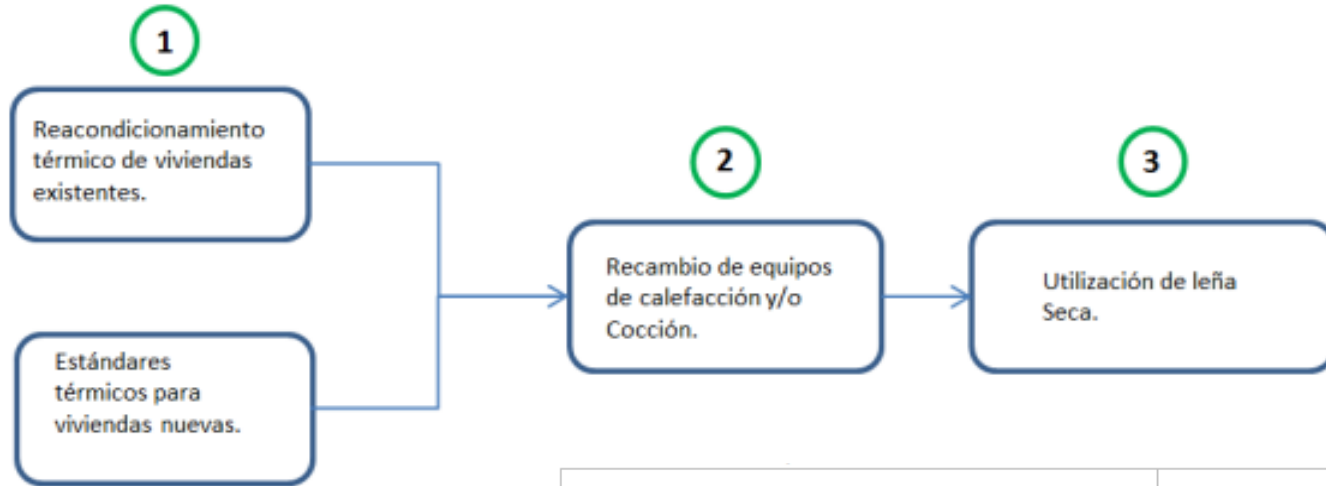 1
Reacondicionamiento
térmico de viviendas
existentes.
Estándares
térmicos para
viviendas nuevas.
2
Recambio de equipos
de calefacción y/o
Cocción.
3
Utilización de leña
Seca.